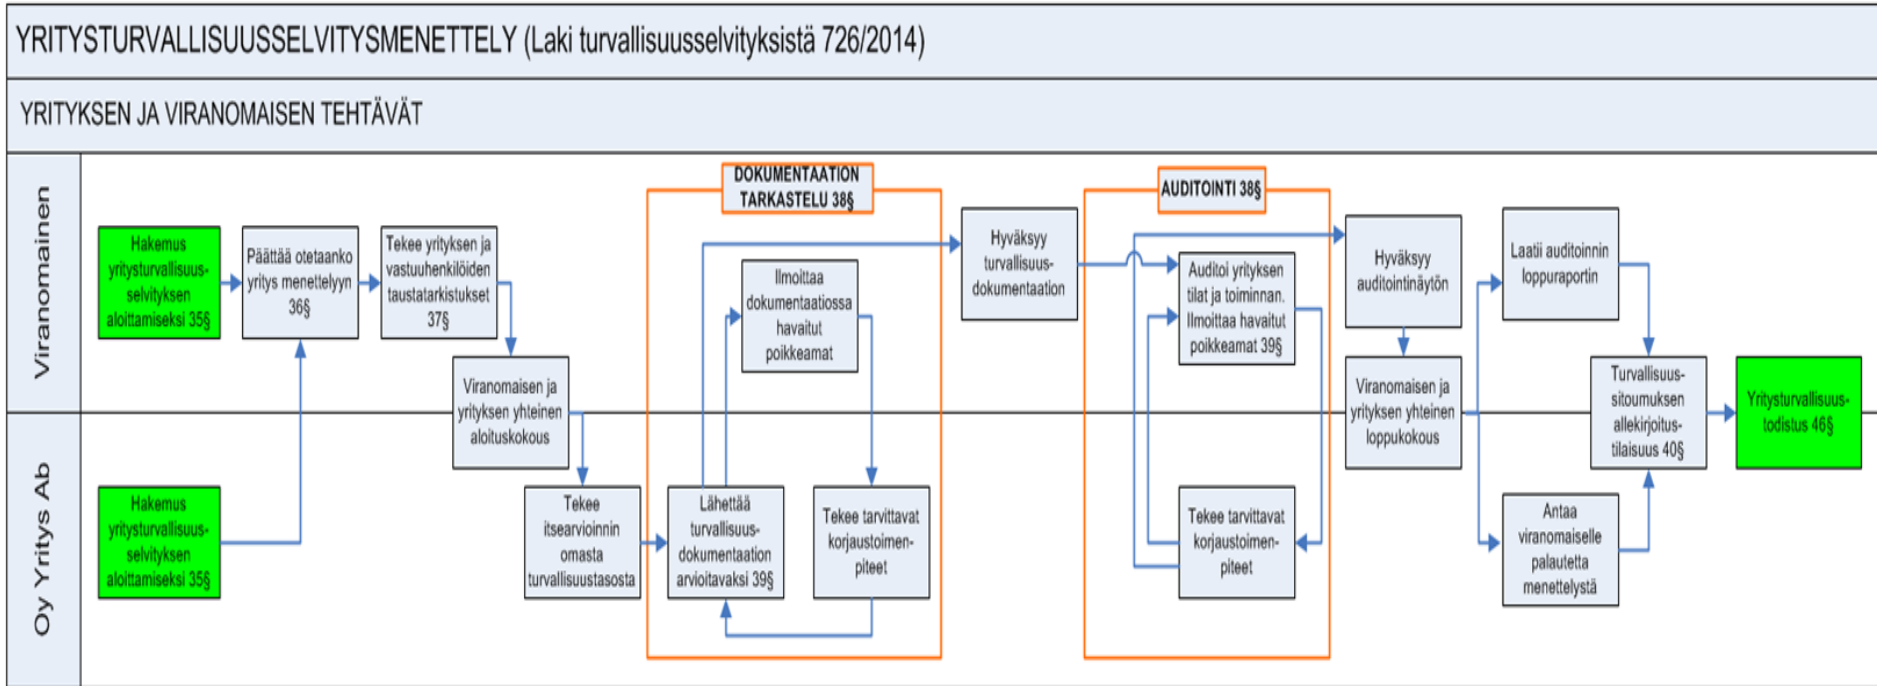 YRITYSTURVALLISUUSSELVITYSMENETTELY (Laki turvallisuusselvityksistä 726/2014)
YRITYKSEN JA VIRANOMAISEN TEHTÄVÄT
Viranomainen
Hakemus
yritysturvallisuus-
selvityksen
aloittamiseksi 35§
Päättää otetaanko
yritys menettelyyn
36§
Tekee yrityksen ja
vastuuhenkilöiden
taustatarkistukset
37§
Viranomaisen ja
yrityksen yhteinen
aloituskokous
DOKUMENTAATION
TARKASTELU 38§
Ilmoittaa
dokumentaatiossa
havaitut
poikkeamat
Hyväksyy
turvallisuus-
dokumentaation
AUDITOINTI 38§
Auditoi yrityksen
tilat ja toiminnan.
Ilmoittaa havaitut
poikkeamat 39§
Hyväksyy
auditointinäytön
Viranomaisen ja
yrityksen yhteinen
loppukokous
Laatii auditoinnin
loppuraportin
Turvallisuus-
sitoumuksen
allekirjoitus-
tilaisuus 40§
Yritysturvallisuus-
todistus 46§
Oy Yritys Ab
Hakemus
yritysturvallisuus-
selvityksen
aloittamiseksi 35§
Tekee
itsearvioinnin
omasta
turvallisuustasosta
Lähettää
turvallisuus-
dokumentaation
arvioitavaksi 39§
Tekee tarvittavat
korjaustoimen-
piteet
Tekee tarvittavat
korjaustoimen-
piteet
Antaa
viranomaiselle
palautetta
menettelystä